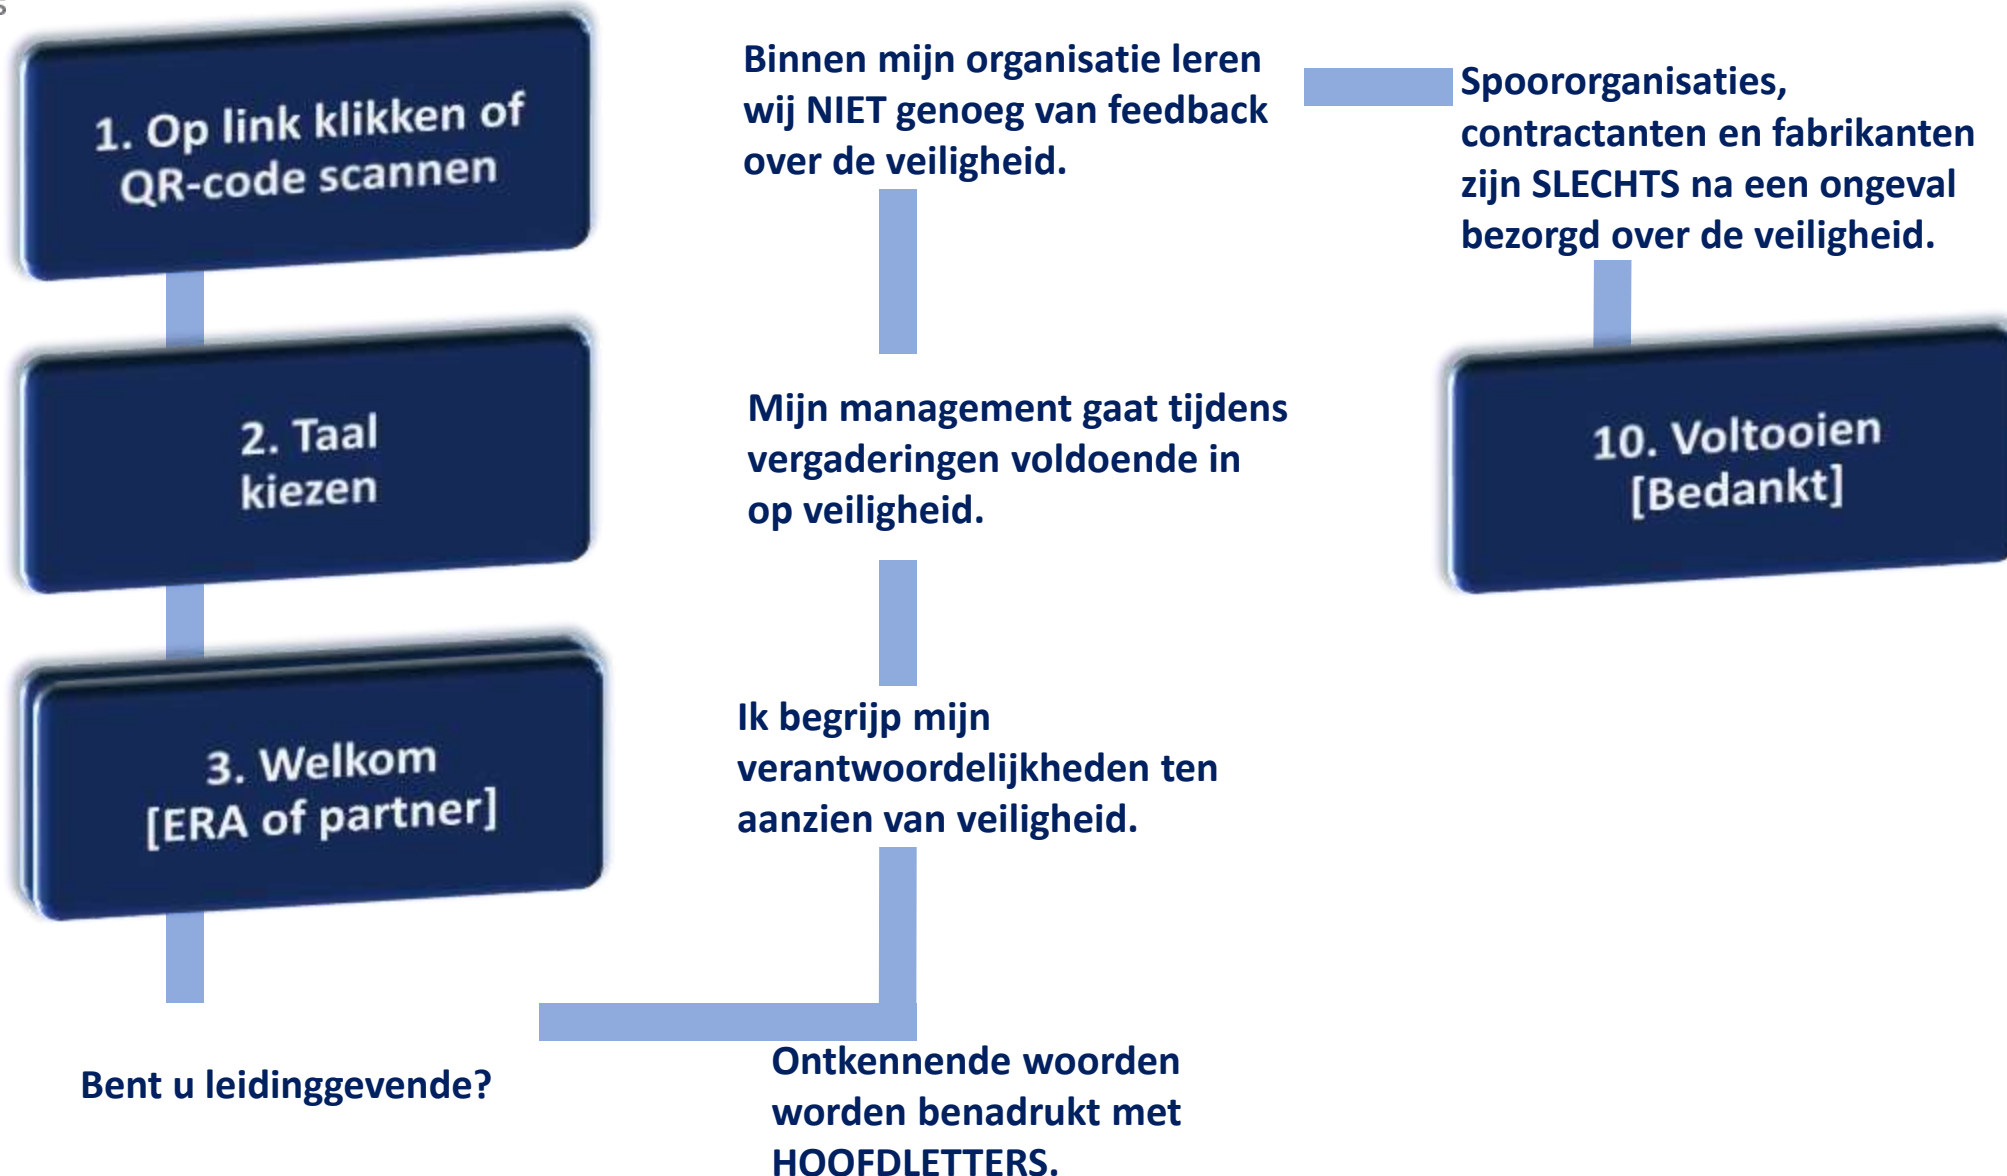 1. Op link klikken of
QR-code scannen
2. Taal
kiezen
3. Welkom
[ERA of partner]
Bent u leidinggevende?
Binnen mijn organisatie leren
wij NIET genoeg van feedback
over de veiligheid.
Mijn management gaat tijdens
vergaderingen voldoende in
op veiligheid.
Ik begrijp mijn
verantwoordelijkheden ten
aanzien van veiligheid.
Ontkennende woorden
worden benadrukt met
HOOFDLETTERS.
Spoororganisaties,
contractanten en fabrikanten
zijn SLECHTS na een ongeval
bezorgd over de veiligheid.
10. Voltooien
[Bedankt]